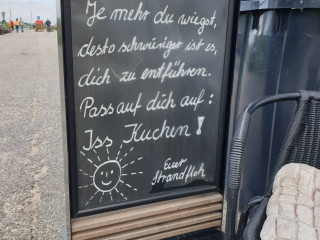 Je mehr du wiegst,
desto schwieriger ist es,
dich zu entführen.
Pass auf dich auf :
Iss Kuchen !
Euer
Strandfloh